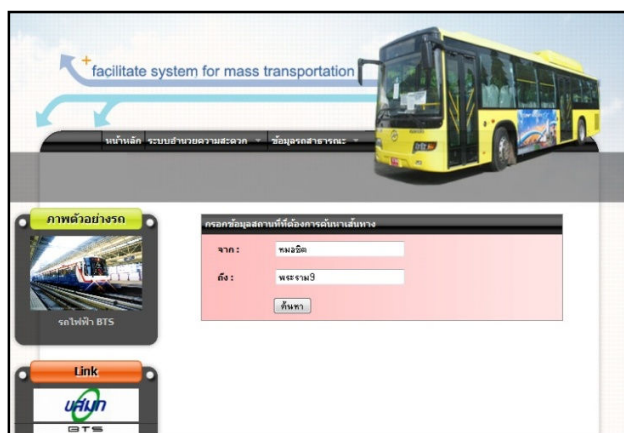 facilitate system for mass transportation
หน้าหลัก ระบบอำนวยความสะดวก ข้อมูลรถสาธารณะ
ภาพตัวอย่างรถ
รถไฟฟ้า BTS
กรอกข้อมูลสถานที่ที่ต้องการค้นหาเส้นทาง
จาก : หมอชิต
ถึง : พระราม9
ค้นหา
Link
ขสมก
BTS